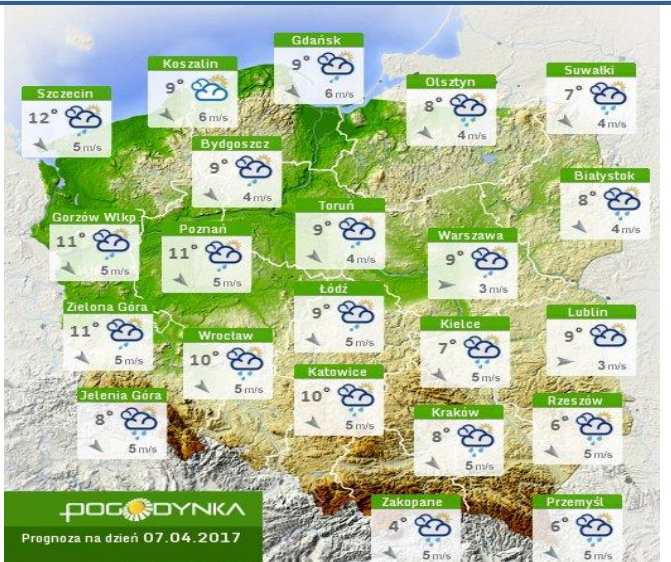 Gdańsk
9°
6 m/s
Koszalin
9°
6 m/s
Suwałki
7°
4 m/s
Olsztyn
8°
4 m/s
Szczecin
12°
5 m/s
Bydgoszcz
9°
4 m/s
Białystok
8°
4 m/s
Toruń
9°
4 m/s
Gorzów Wlkp
11°
5 m/s
Poznań
11°
5 m/s
Warszawa
9°
3 m/s
Łódź
9°
5 m/s
Zielona Góra
11°
5 m/s
Lublin
9°
3 m/s
Kielce
7°
5 m/s
Wrocław
10°
5 m/s
Katowice
10°
5 m/s
Jelenia Góra
8°
5 m/s
Rzeszów
6°
5 m/s
Kraków
8°
5 m/s
Zakopane
4°
5 m/s
Przemyśl
6°
5 m/s
POGODYNKA
Prognoza na dzień 07.04.2017